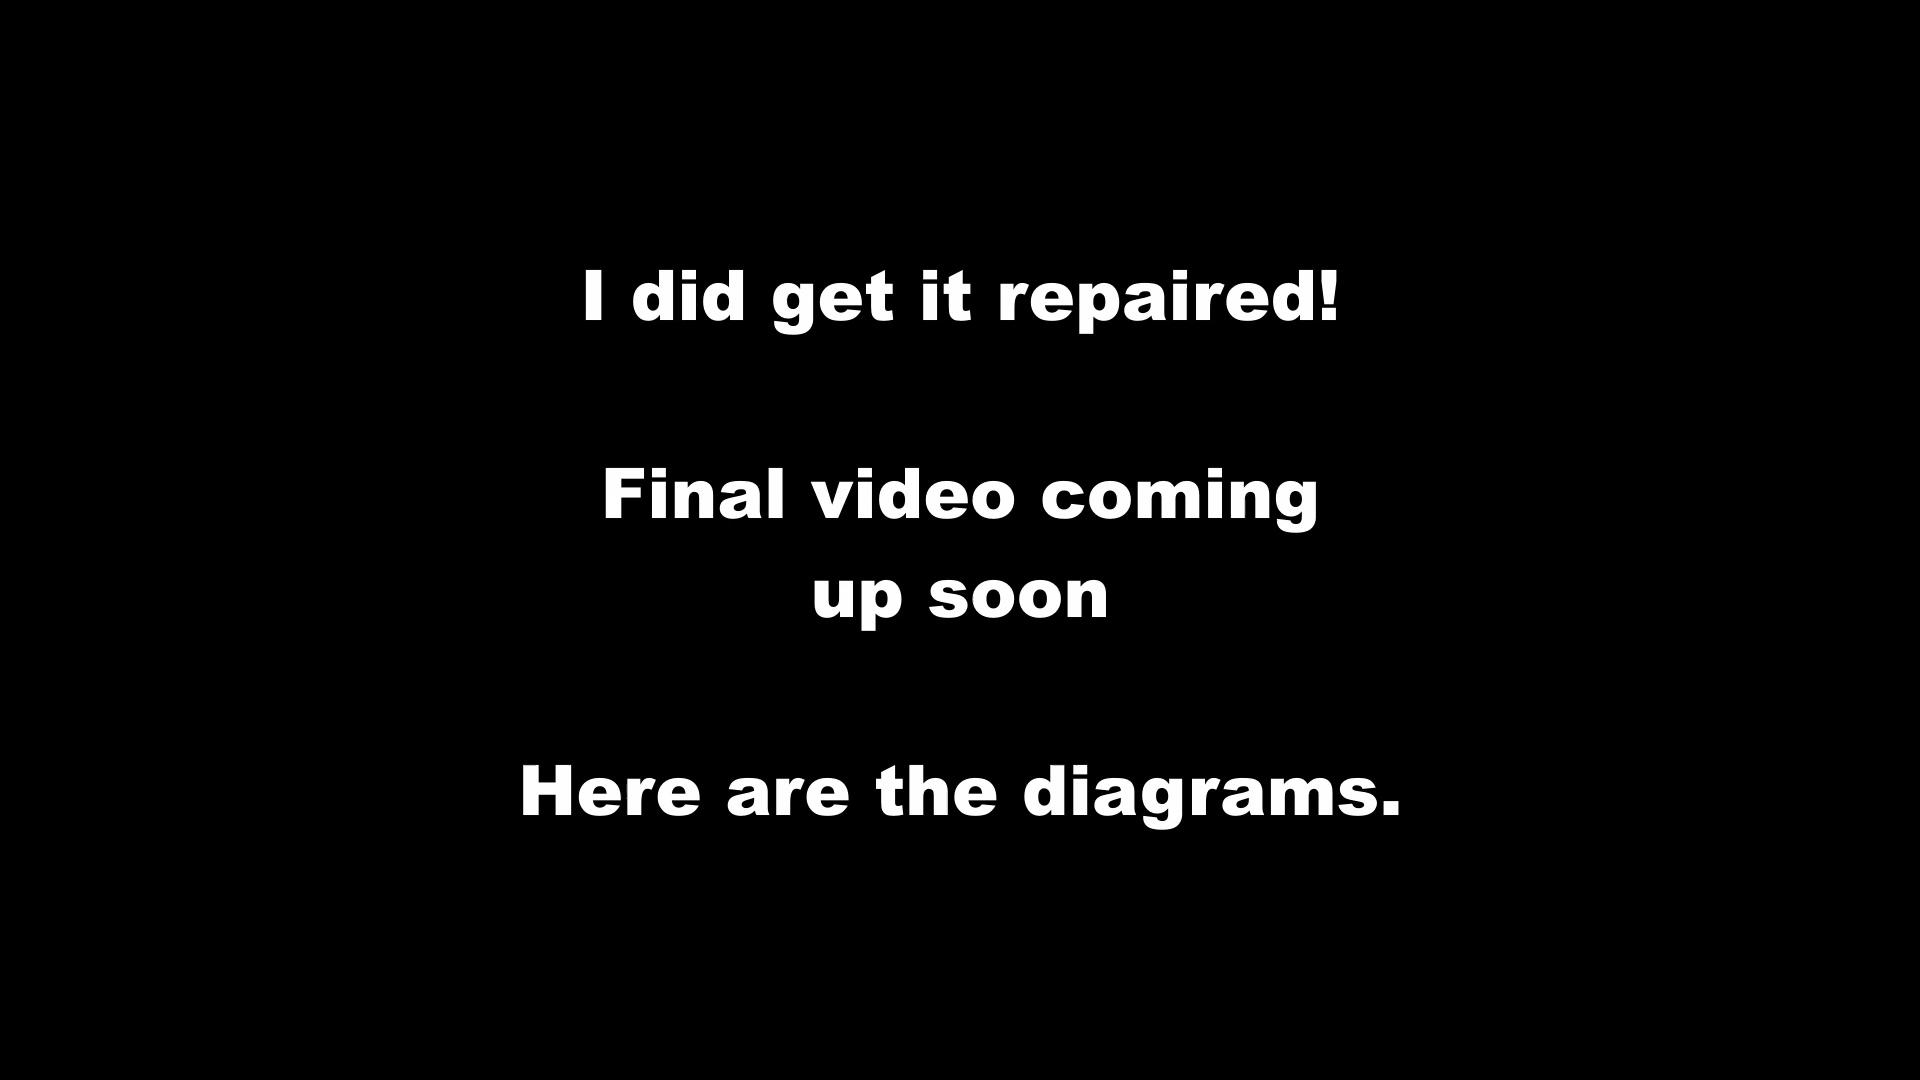 I did get it repaired!
Final video coming
up soon
Here are the diagrams.